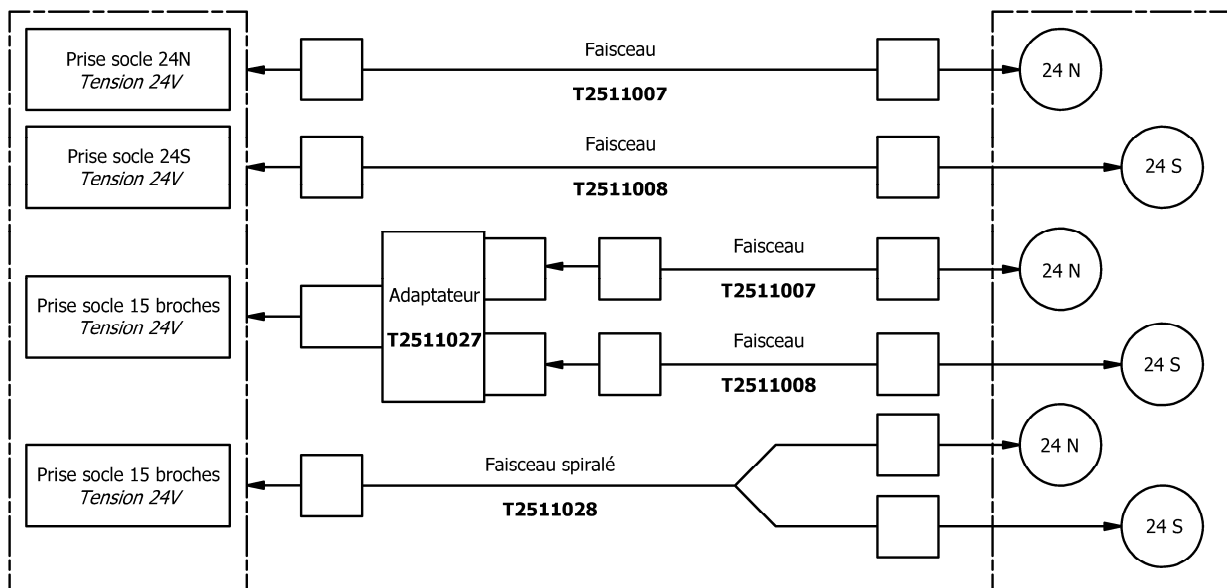 Prise socle 24N
Tension 24V
Faisceau
T2511007
24 N
Prise socle 24S
Tension 24V
Faisceau
T2511008
24 S
Prise socle 15 broches
Tension 24V
Adaptateur
T2511027
Faisceau
T2511007
24 N
Faisceau
T2511008
24 S
Prise socle 15 broches
Tension 24V
Faisceau spiralé
T2511028
24 N
24 S